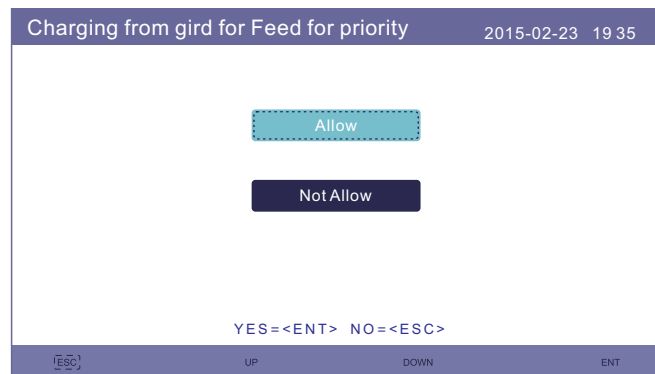 Charging from gird for Feed for priority 2015-02-23 19 35
Allow
Not Allow
YES=<ENT> NO=<ESC>
ESC UP DOWN ENT